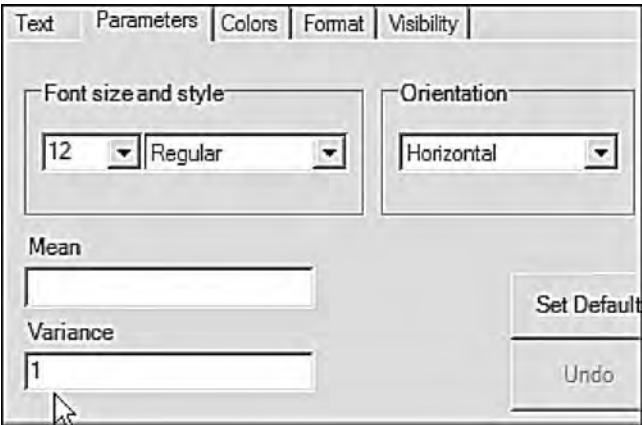 Text Parameters Colors Format Visibility
Font size and style
Orientation
12 Regular
Horizontal
Mean
Variance
1
Set Default
Undo